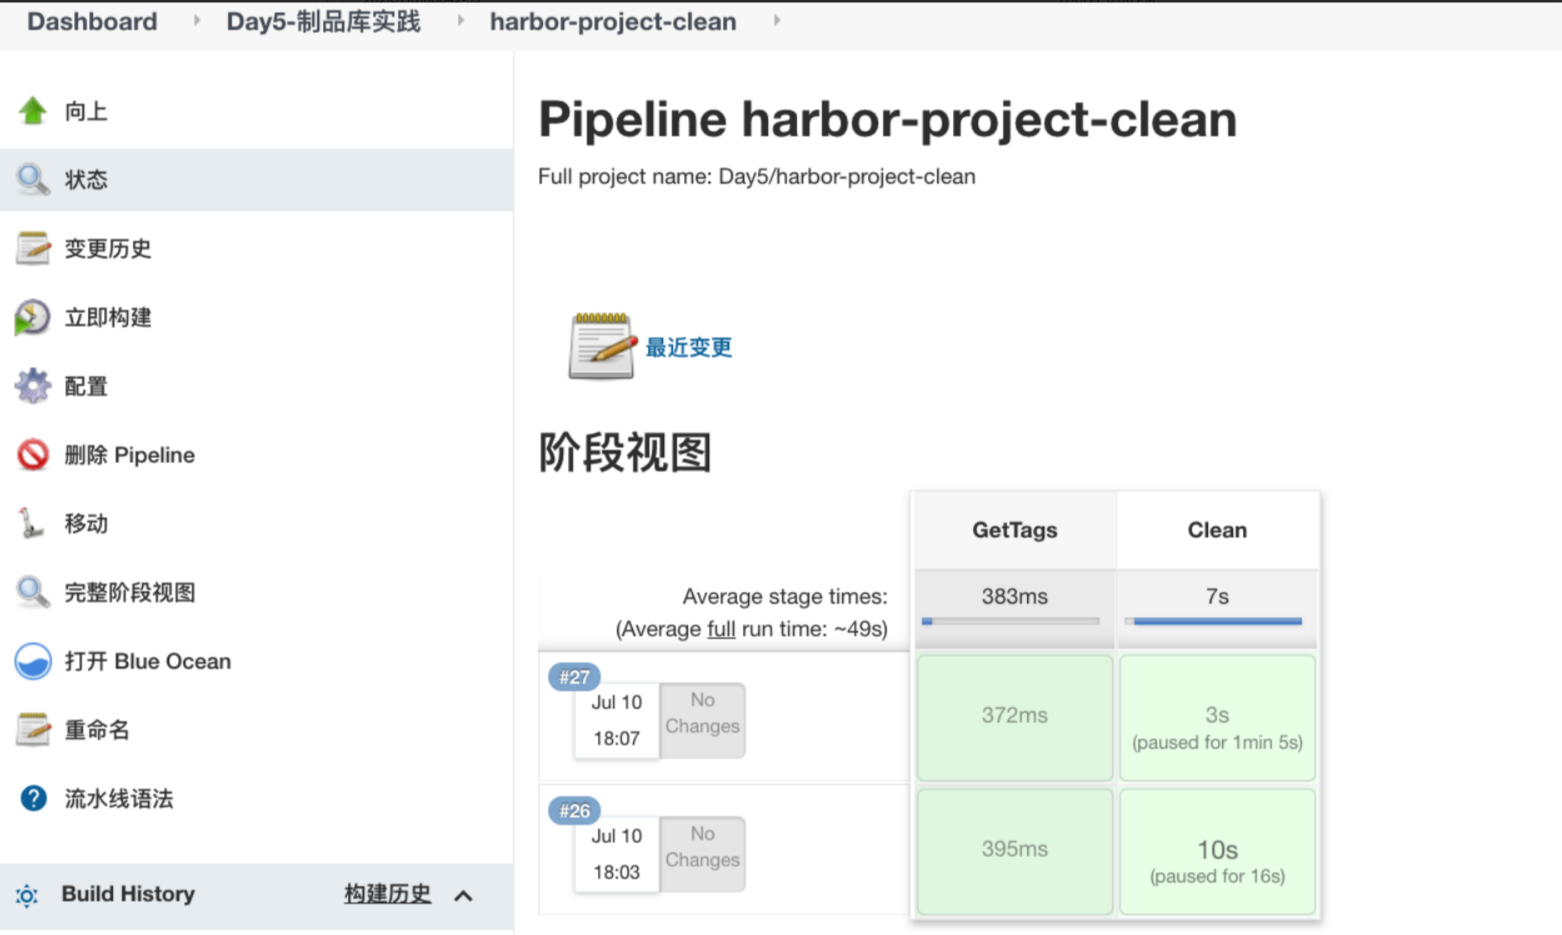 Dashboard Day5-制品库实践 harbor-project-clean
向上
状态
变更历史
立即构建
配置
删除 Pipeline
移动
完整阶段视图
打开 Blue Ocean
重命名
流水线语法
Build History 构建历史
Pipeline harbor-project-clean
Full project name: Day5/harbor-project-clean
最近变更
阶段视图
GetTags Clean
Average stage times: 383ms 7s
(Average full run time: ~49s)
#27
Jul 10
18:07
No
Changes
372ms
3s
(paused for 1min 5s)
#26
Jul 10
18:03
No
Changes
395ms
10s
(paused for 16s)